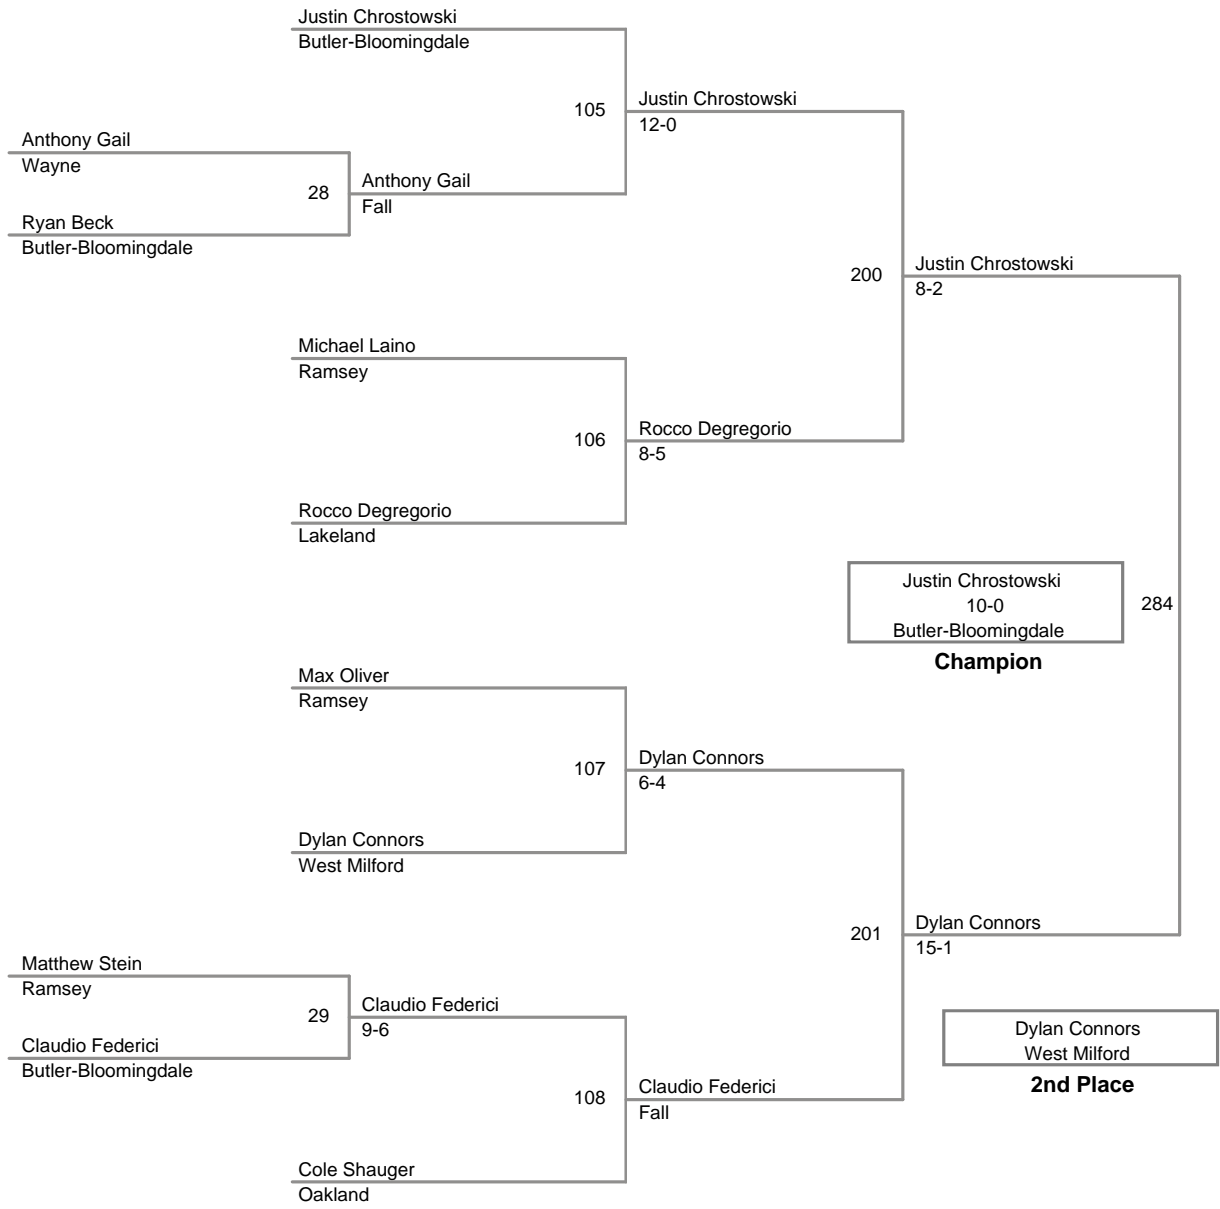 Justin Chrostowski
Butler-Bloomingdale
105
Justin Chrostowski
12-0
Anthony Gail
Wayne
28
Anthony Gail
Fall
Ryan Beck
Butler-Bloomingdale
200
Justin Chrostowski
8-2
Michael Laino
Ramsey
106
Rocco Degregorio
8-5
Rocco Degregorio
Lakeland
Justin Chrostowski
10-0
Butler-Bloomingdale
Champion
284
Max Oliver
Ramsey
107
Dylan Connors
6-4
Dylan Connors
West Milford
201
Dylan Connors
15-1
Matthew Stein
Ramsey
29
Claudio Federici
9-6
Claudio Federici
Butler-Bloomingdale
Dylan Connors
West Milford
2nd Place
108
Claudio Federici
Fall
Cole Shauger
Oakland